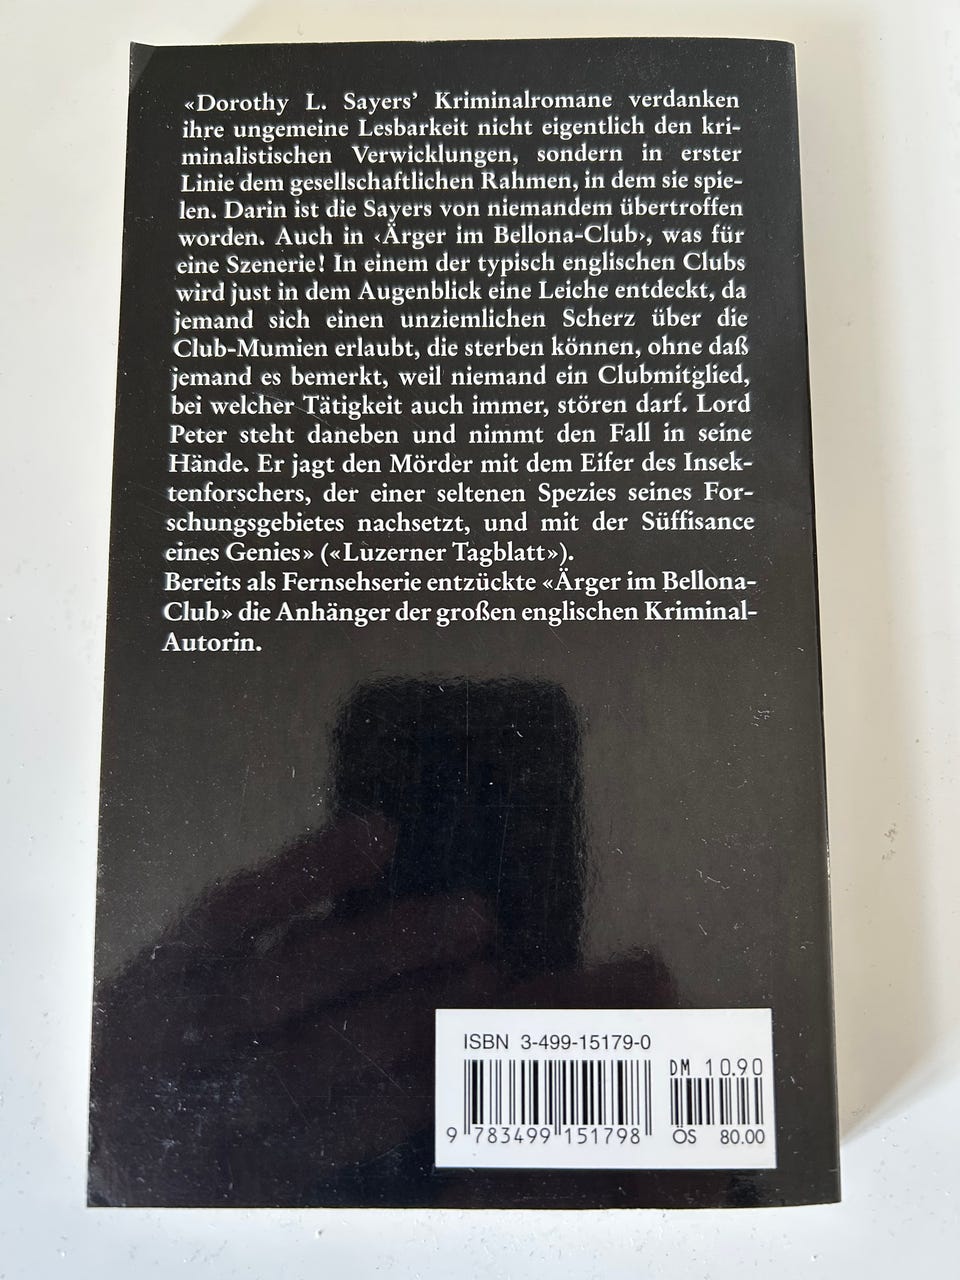 «Dorothy L. Sayers’ Kriminalromane verdanken
ihre ungemeine Lesbarkeit nicht eigentlich den kri-
minalistischen Verwicklungen, sondern in erster
Linie dem gesellschaftlichen Rahmen, in dem sie spie-
len. Darin ist die Sayers von niemandem übertroffen
worden. Auch in ‹Ärger im Bellona-Club›, was für
eine Szenerie! In einem der typisch englischen Clubs
wird just in dem Augenblick eine Leiche entdeckt, da
jemand sich einen unziemlichen Scherz über die
Club-Mumien erlaubt, die sterben können, ohne daß
jemand es bemerkt, weil niemand ein Clubmitglied,
bei welcher Tätigkeit auch immer, stören darf. Lord
Peter steht daneben und nimmt den Fall in seine
Hände. Er jagt den Mörder mit dem Eifer des Insek-
tenforschers, der einer seltenen Spezies seines For-
schungsgebietes nachsetzt, und mit der Süffisance
eines Genies» («Luzerner Tagblatt»).
Bereits als Fernsehserie entzückte «Ärger im Bellona-
Club» die Anhänger der großen englischen Kriminal-
Autorin.
ISBN 3-499-15179-0
DM 10.90
9 783499 151798
ÖS 80.00